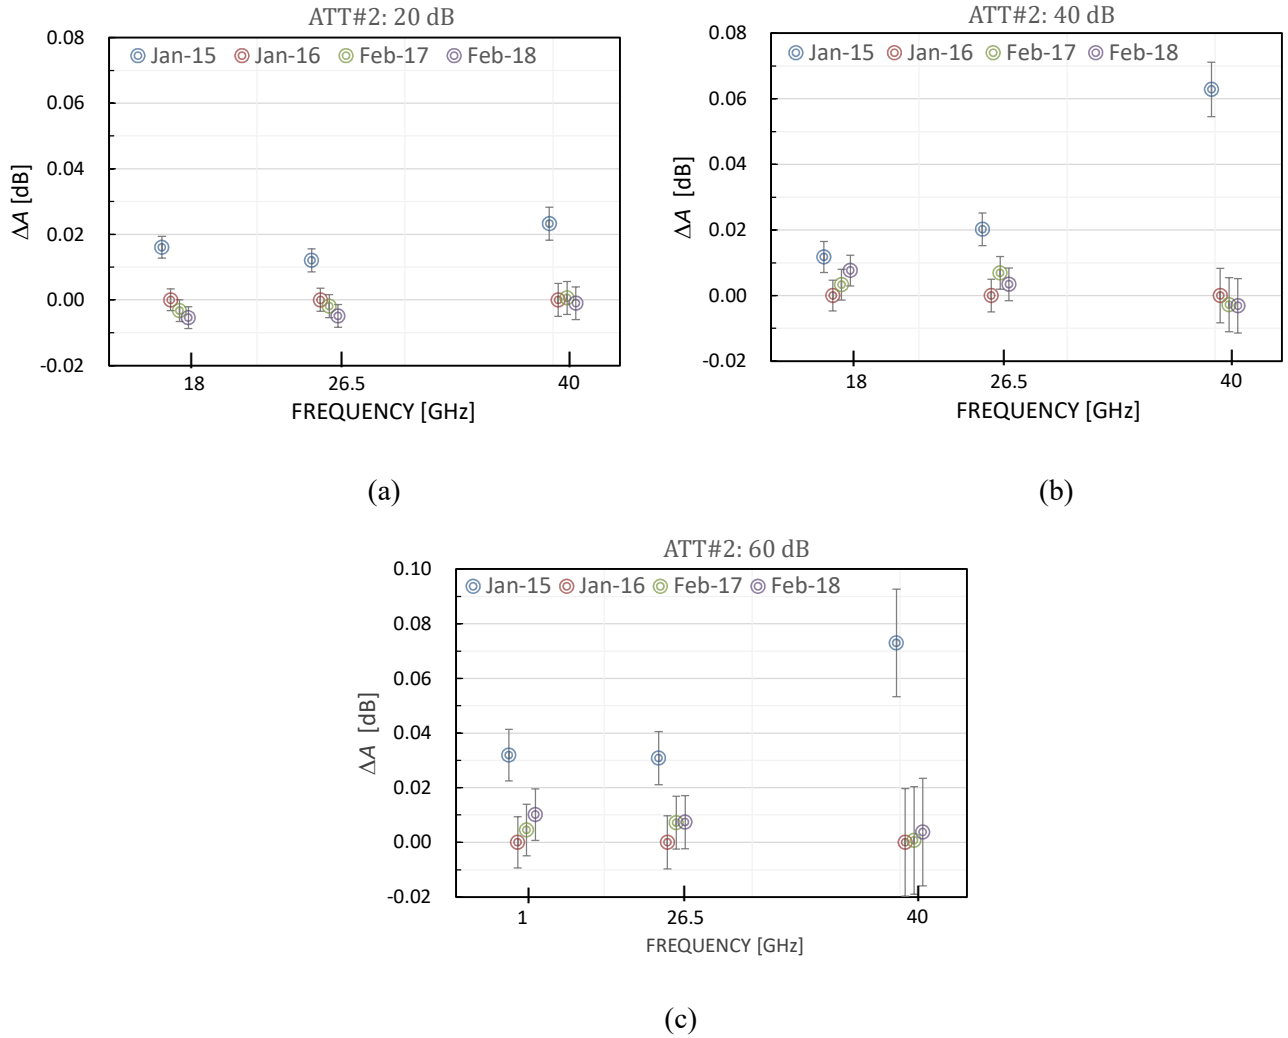 ATT#2: 20 dB
Jan-15 Jan-16 Feb-17 Feb-18
0.08
0.06
0.04
0.02
0.00
-0.02
ΔA [dB]
18 26.5 40
FREQUENCY [GHz]
(a)
ATT#2: 40 dB
Jan-15 Jan-16 Feb-17 Feb-18
0.08
0.06
0.04
0.02
0.00
-0.02
ΔA [dB]
18 26.5 40
FREQUENCY [GHz]
(b)
ATT#2: 60 dB
Jan-15 Jan-16 Feb-17 Feb-18
0.10
0.08
0.06
0.04
0.02
0.00
-0.02
ΔA [dB]
1 26.5 40
FREQUENCY [GHz]
(c)